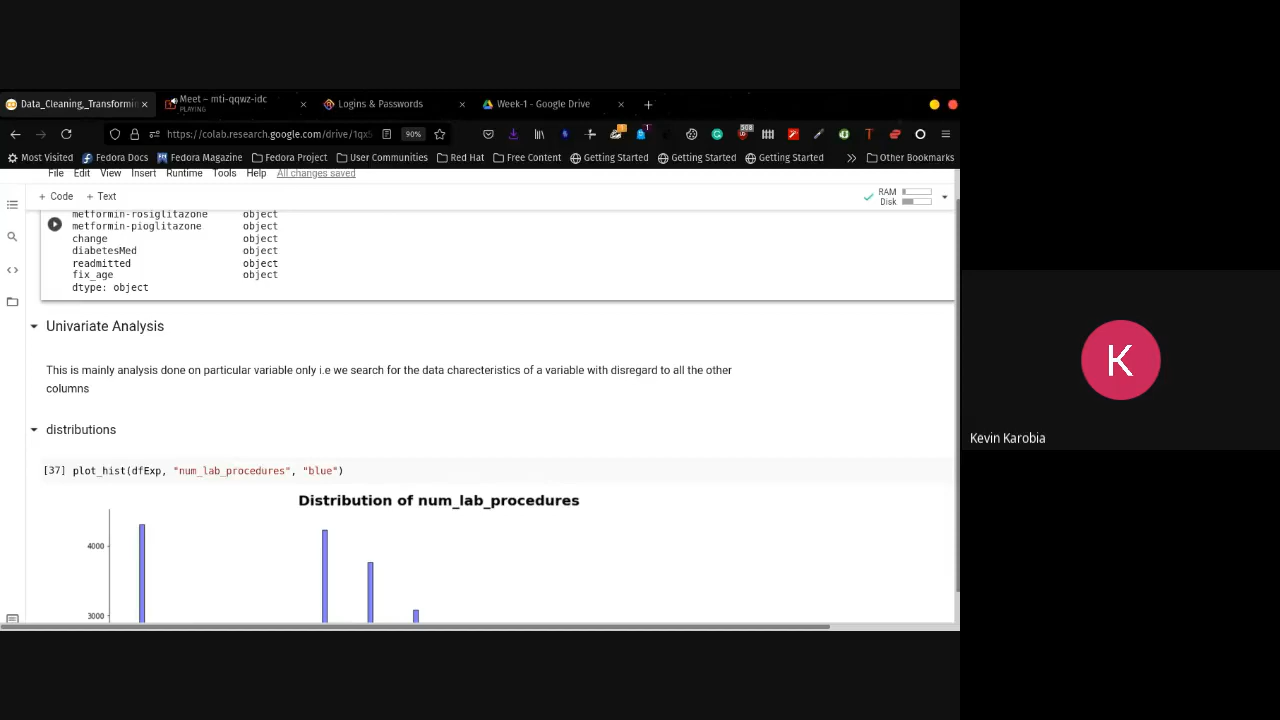 Data_Cleaning,_Transformin
Meet – mti-qqwz-idc
PLAYING
Logins & Passwords
Week-1 - Google Drive
https://colab.research.google.com/drive/1qx5
90%
508
Most Visited
Fedora Docs
Fedora Magazine
Fedora Project
User Communities
Red Hat
Free Content
Getting Started
Getting Started
Getting Started
Other Bookmarks
File Edit View Insert Runtime Tools Help All changes saved
+ Code + Text
RAM
Disk
metformin-rosiglitazone object
metformin-pioglitazone object
change object
diabetesMed object
readmitted object
fix_age object
dtype: object
Univariate Analysis
This is mainly analysis done on particular variable only i.e we search for the data charecteristics of a variable with disregard to all the other
columns
distributions
[37] plot_hist(dfExp, "num_lab_procedures", "blue")
Distribution of num_lab_procedures
4000
3000
K
Kevin Karobia